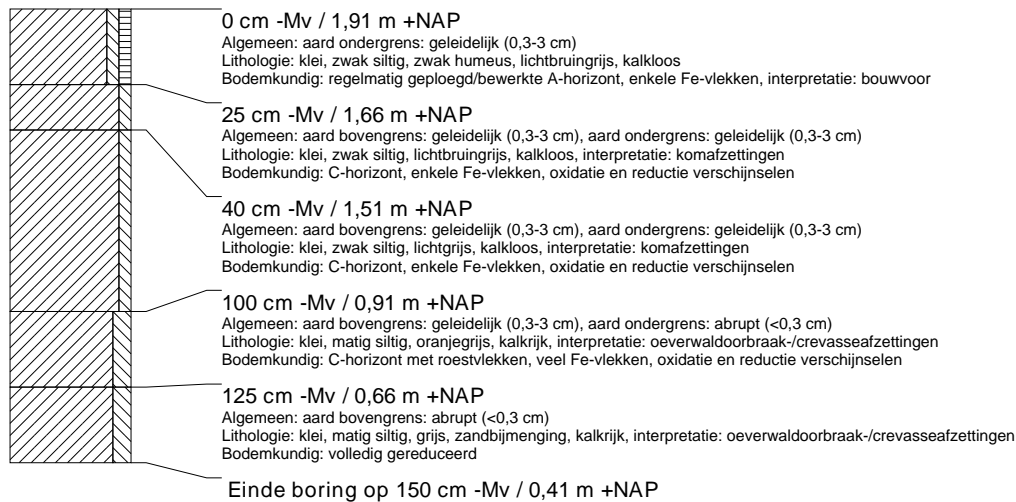 0 cm -Mv / 1,91 m +NAP
Algemeen: aard ondergrens: geleidelijk (0,3-3 cm)
Lithologie: klei, zwak siltig, zwak humeus, lichtbruingrijs, kalkloos
Bodemkundig: regelmatig geploegd/bewerkte A-horizont, enkele Fe-vlekken, interpretatie: bouwvoor
25 cm -Mv / 1,66 m +NAP
Algemeen: aard bovengrens: geleidelijk (0,3-3 cm), aard ondergrens: geleidelijk (0,3-3 cm)
Lithologie: klei, zwak siltig, lichtbruingrijs, kalkloos, interpretatie: komafzettingen
Bodemkundig: C-horizont, enkele Fe-vlekken, oxidatie en reductie verschijnselen
40 cm -Mv / 1,51 m +NAP
Algemeen: aard bovengrens: geleidelijk (0,3-3 cm), aard ondergrens: geleidelijk (0,3-3 cm)
Lithologie: klei, zwak siltig, lichtgrijs, kalkloos, interpretatie: komafzettingen
Bodemkundig: C-horizont, enkele Fe-vlekken, oxidatie en reductie verschijnselen
100 cm -Mv / 0,91 m +NAP
Algemeen: aard bovengrens: geleidelijk (0,3-3 cm), aard ondergrens: abrupt (<0,3 cm)
Lithologie: klei, matig siltig, oranjegrijs, kalkrijk, interpretatie: oeverwaldoorbraak-/crevasseafzettingen
Bodemkundig: C-horizont met roestvlekken, veel Fe-vlekken, oxidatie en reductie verschijnselen
125 cm -Mv / 0,66 m +NAP
Algemeen: aard bovengrens: abrupt (<0,3 cm)
Lithologie: klei, matig siltig, grijs, zandbijmenging, kalkrijk, interpretatie: oeverwaldoorbraak-/crevasseafzettingen
Bodemkundig: volledig gereduceerd
Einde boring op 150 cm -Mv / 0,41 m +NAP